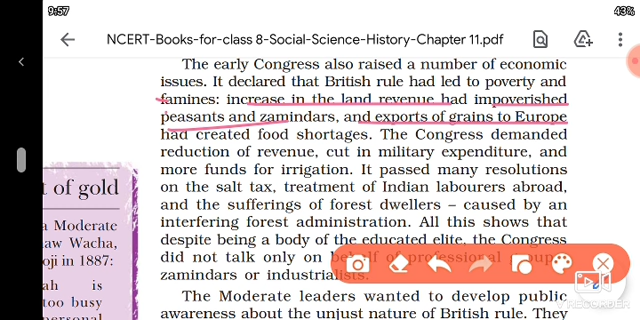 9:57
43%
NCERT-Books-for-class 8-Social-Science-History-Chapter 11.pdf
The early Congress also raised a number of economic
issues. It declared that British rule had led to poverty and
famines: increase in the land revenue had impoverished
peasants and zamindars, and exports of grains to Europe
had created food shortages. The Congress demanded
reduction of revenue, cut in military expenditure, and
more funds for irrigation. It passed many resolutions
on the salt tax, treatment of Indian labourers abroad,
and the sufferings of forest dwellers – caused by an
interfering forest administration. All this shows that
despite being a body of the educated elite, the Congress
did not talk only on behalf of professional groups,
zamindars or industrialists.
The Moderate leaders wanted to develop public
awareness about the unjust nature of British rule. They
t of gold
a Moderate
aw Wacha,
oji in 1887:
ah is
too busy
personal
RECORDER